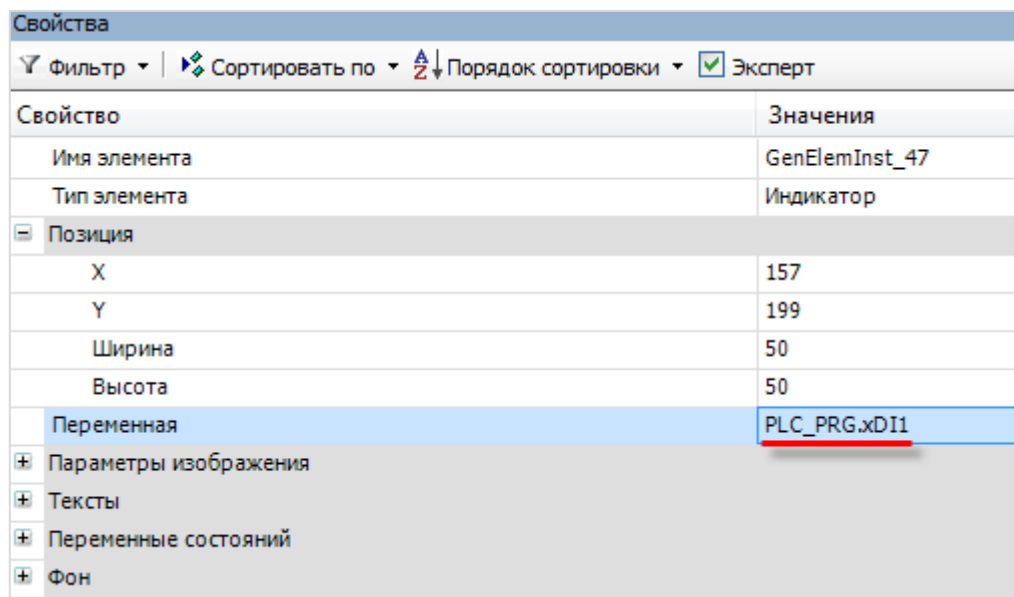 Свойства
Фильтр Сортировать по Порядок сортировки Эксперт
Свойство Значения
Имя элемента GenElemInst_47
Тип элемента Индикатор
Позиция
X 157
Y 199
Ширина 50
Высота 50
Переменная PLC_PRG.xDI1
Параметры изображения
Тексты
Переменные состояний
Фон